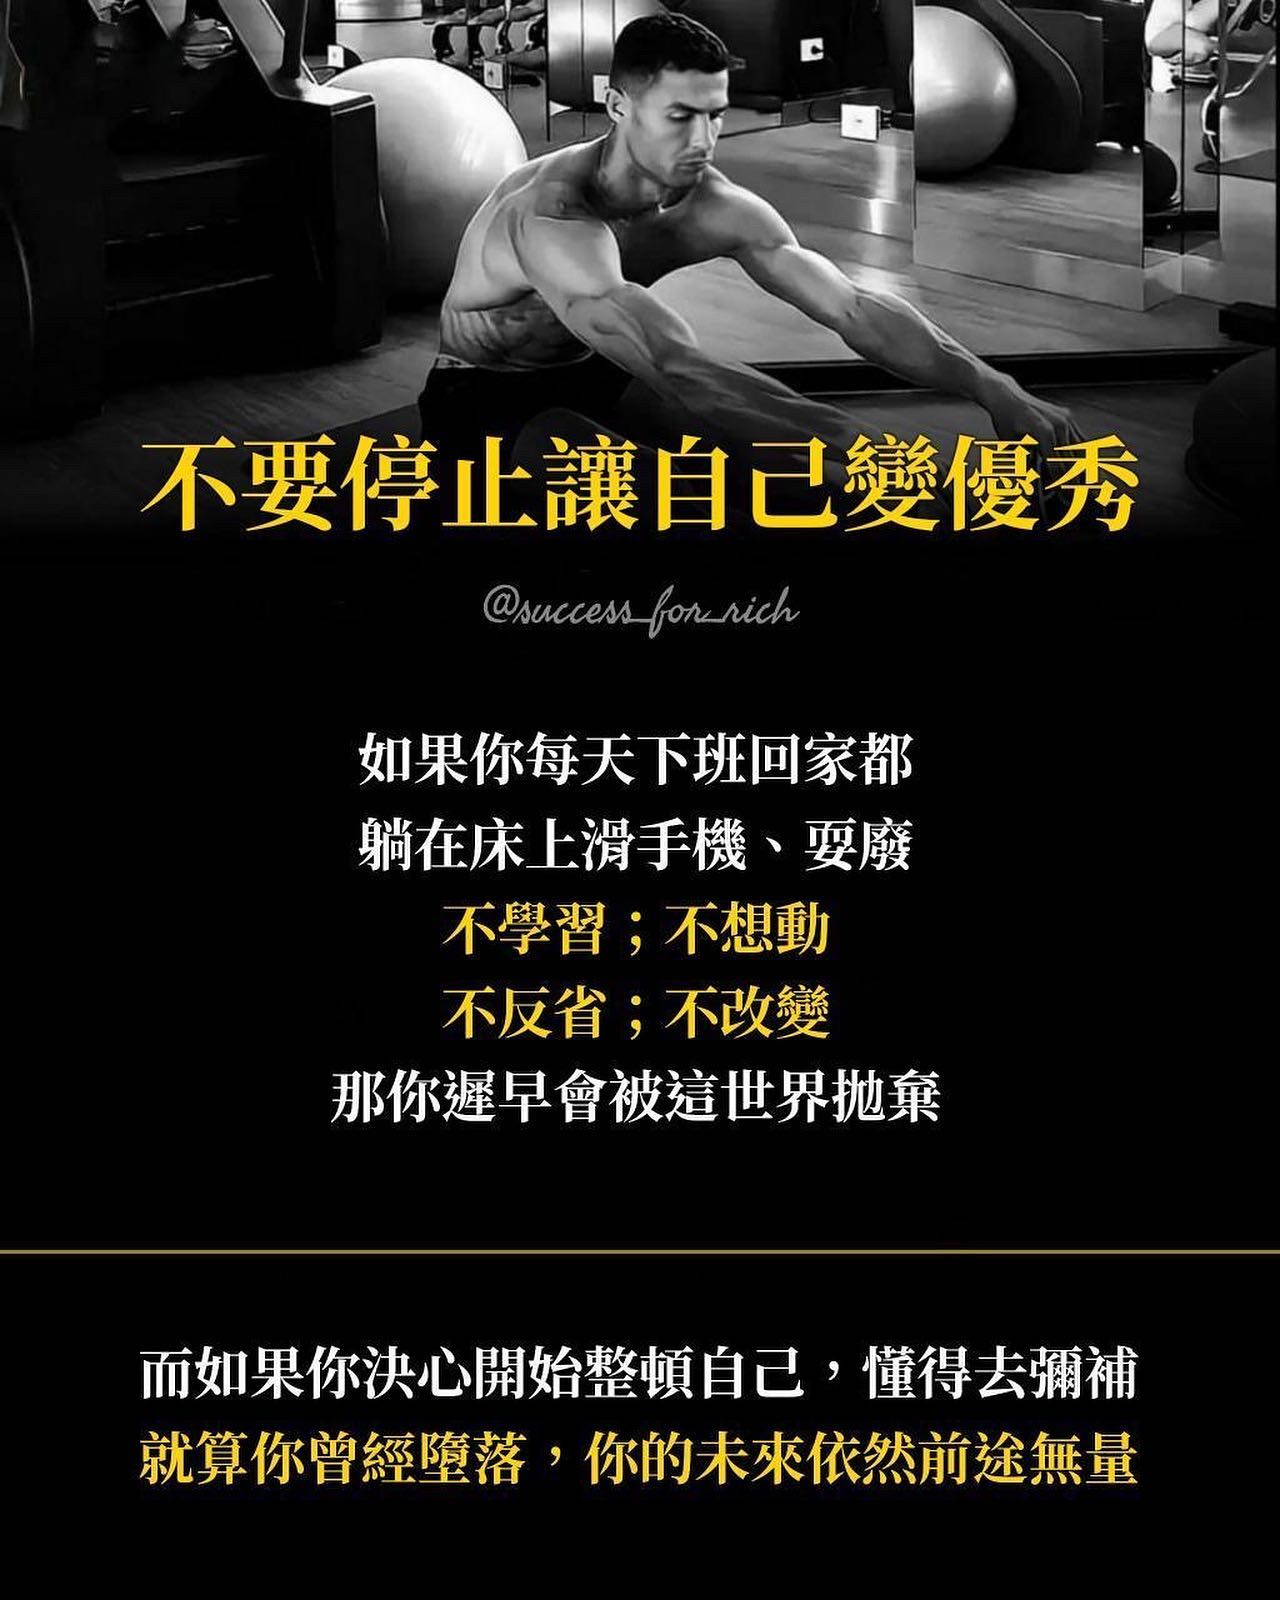 不要停止讓自己變優秀
@success_for_rich
如果你每天下班回家都
躺在床上滑手機、耍廢
不學習；不想動
不反省；不改變
那你遲早會被這世界拋棄
而如果你決心開始整頓自己，懂得去彌補
就算你曾經墮落，你的未來依然前途無量